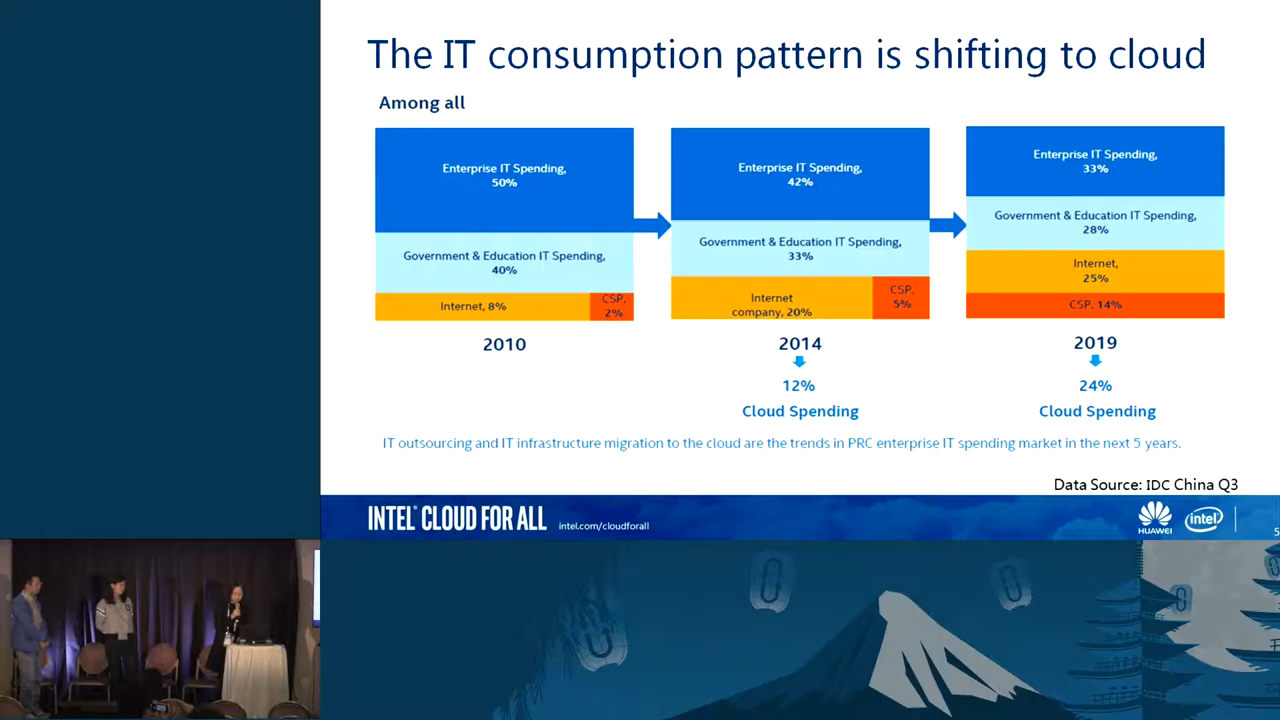 The IT consumption pattern is shifting to cloud
Among all
Enterprise IT Spending,
50%
Government & Education IT Spending,
40%
Internet, 8%
CSP,
2%
2010
Enterprise IT Spending,
42%
Government & Education IT Spending,
33%
Internet
company, 20%
CSP,
5%
2014
12%
Cloud Spending
Enterprise IT Spending,
33%
Government & Education IT Spending,
28%
Internet,
25%
CSP, 14%
2019
24%
Cloud Spending
IT outsourcing and IT infrastructure migration to the cloud are the trends in PRC enterprise IT spending market in the next 5 years.
Data Source: IDC China Q3
INTEL® CLOUD FOR ALL
intel.com/cloudforall
HUAWEI
intel
5